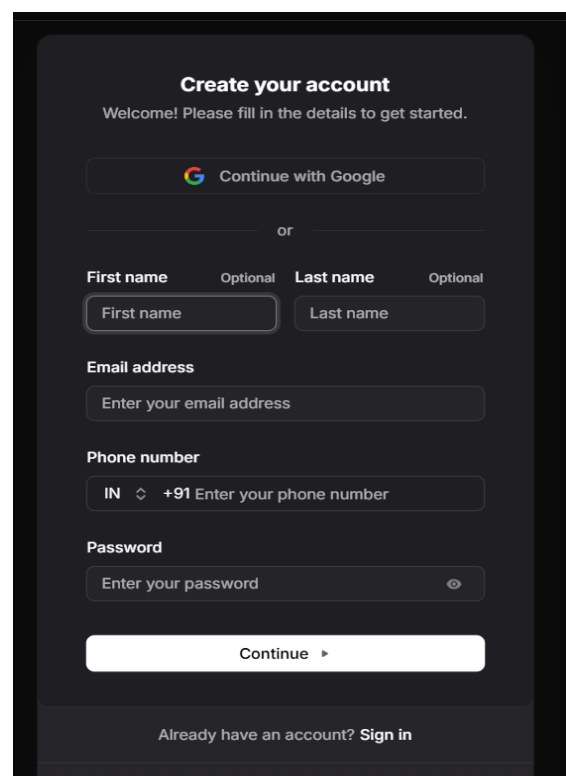 Create your account
Welcome! Please fill in the details to get started.
Continue with Google
or
First name Optional Last name Optional
First name Last name
Email address
Enter your email address
Phone number
IN +91 Enter your phone number
Password
Enter your password
Continue
Already have an account? Sign in